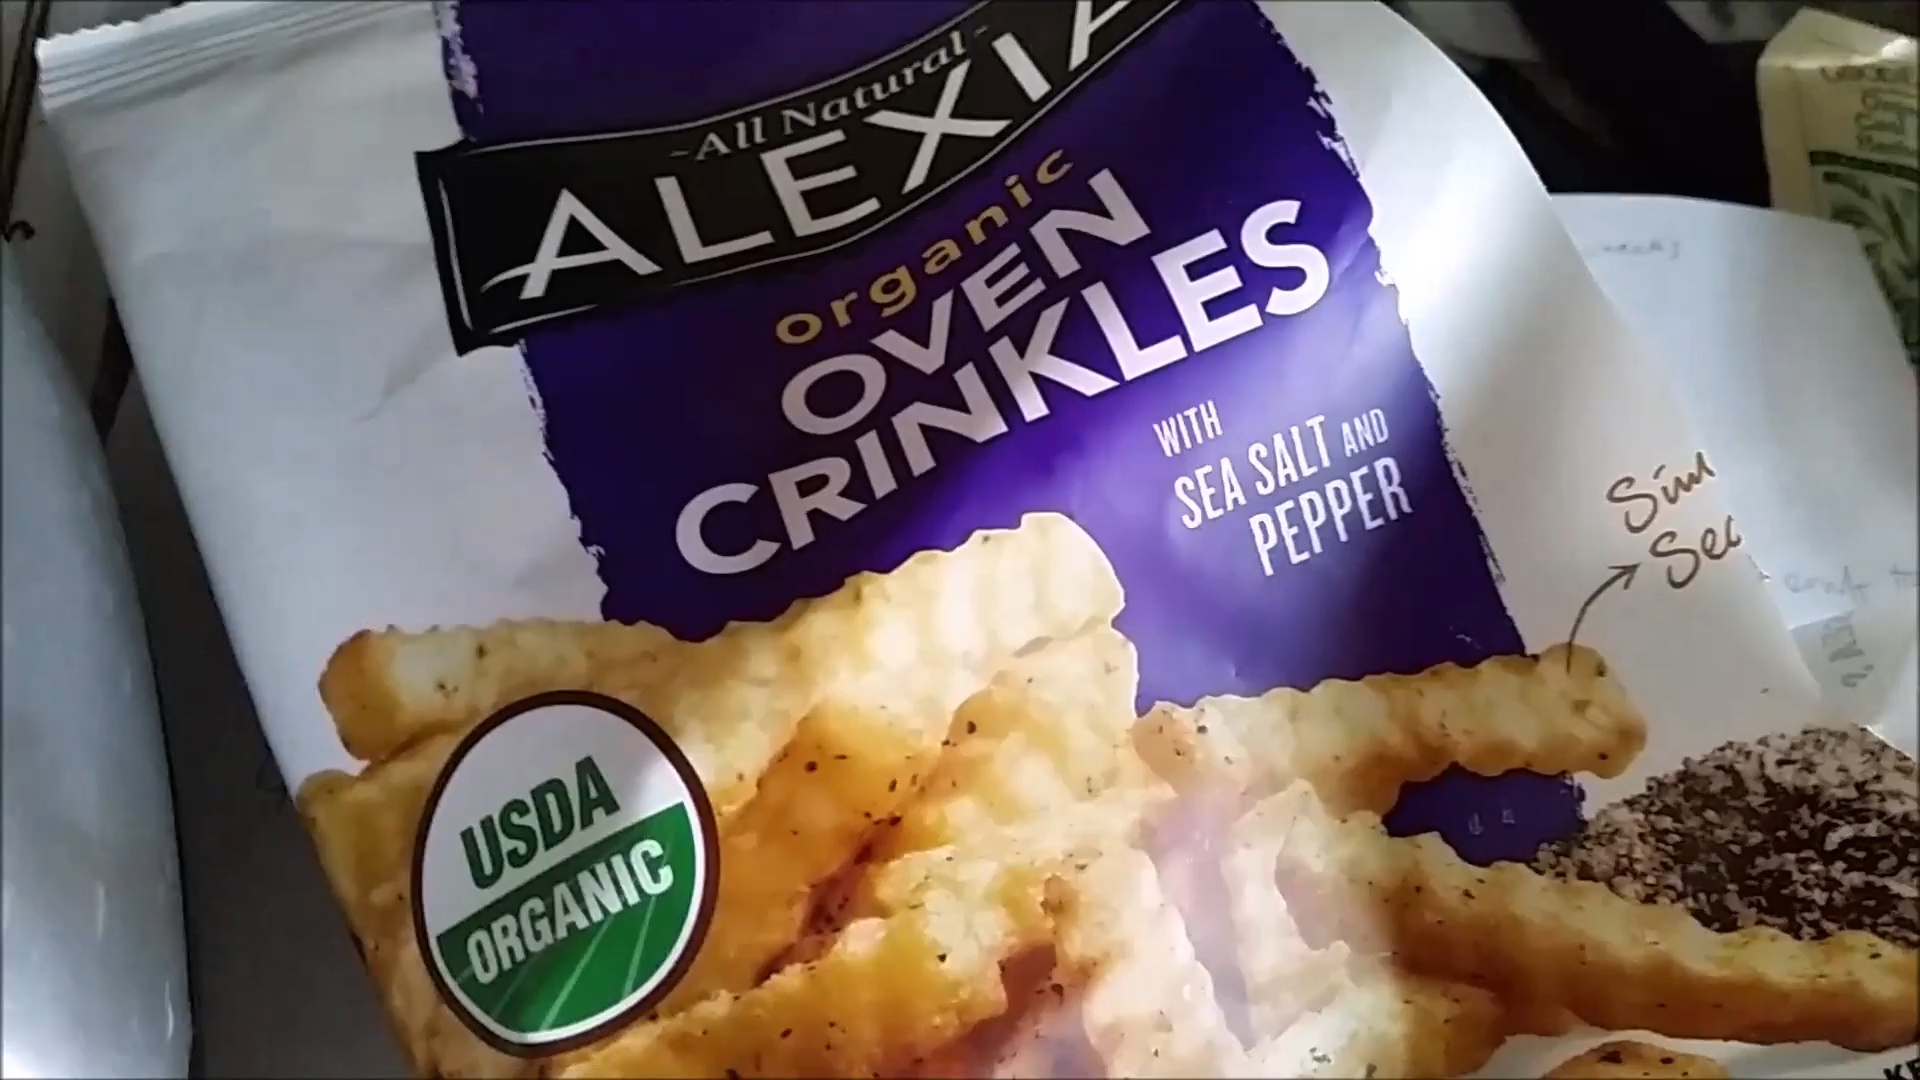 -All Natural-
ALEXIA
organic
OVEN
CRINKLES
WITH
SEA SALT AND
PEPPER
USDA
ORGANIC